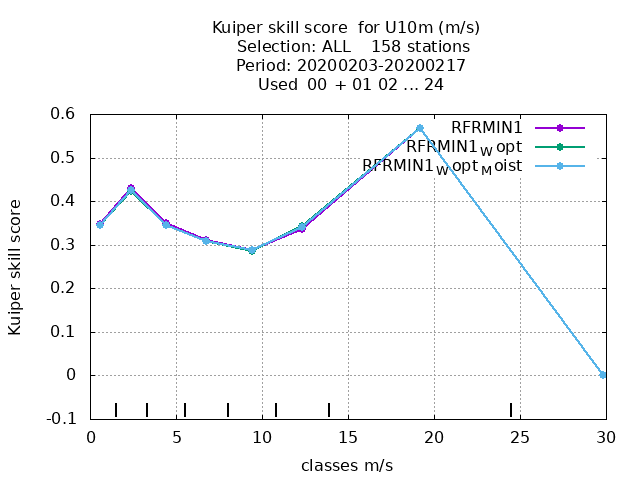 Kuiper skill score  for U10m (m/s)
Selection: ALL    158 stations
Period: 20200203-20200217
Used  00 + 01 02 ... 24
RFRMIN1
RFRMIN1Wopt
RFRMIN1WoptMoist
Kuiper skill score
0.6
0.5
0.4
0.3
0.2
0.1
0
-0.1
0 5 10 15 20 25 30
classes m/s